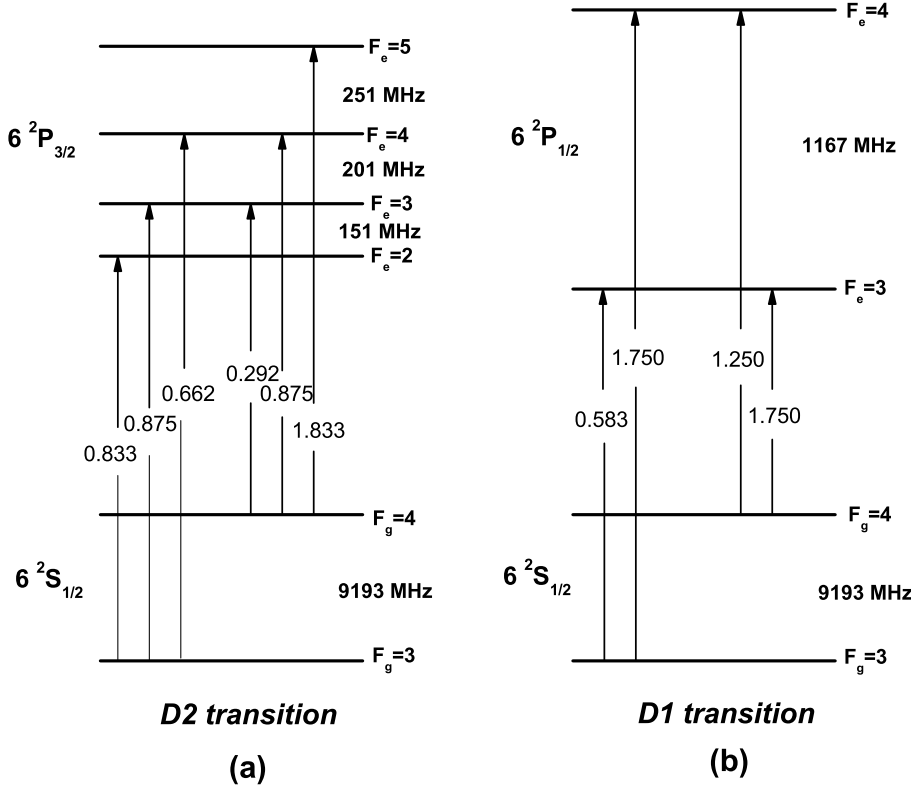 F_e=5
251 MHz
6 ²P_3/2
F_e=4
201 MHz
F_e=3
151 MHz
F_e=2
0.292
0.662
0.875
0.875
1.833
0.833
F_g=4
6 ²S_1/2
9193 MHz
F_g=3
D2 transition
(a)
F_e=4
6 ²P_1/2
1167 MHz
F_e=3
1.750
1.250
0.583
1.750
F_g=4
6 ²S_1/2
9193 MHz
F_g=3
D1 transition
(b)